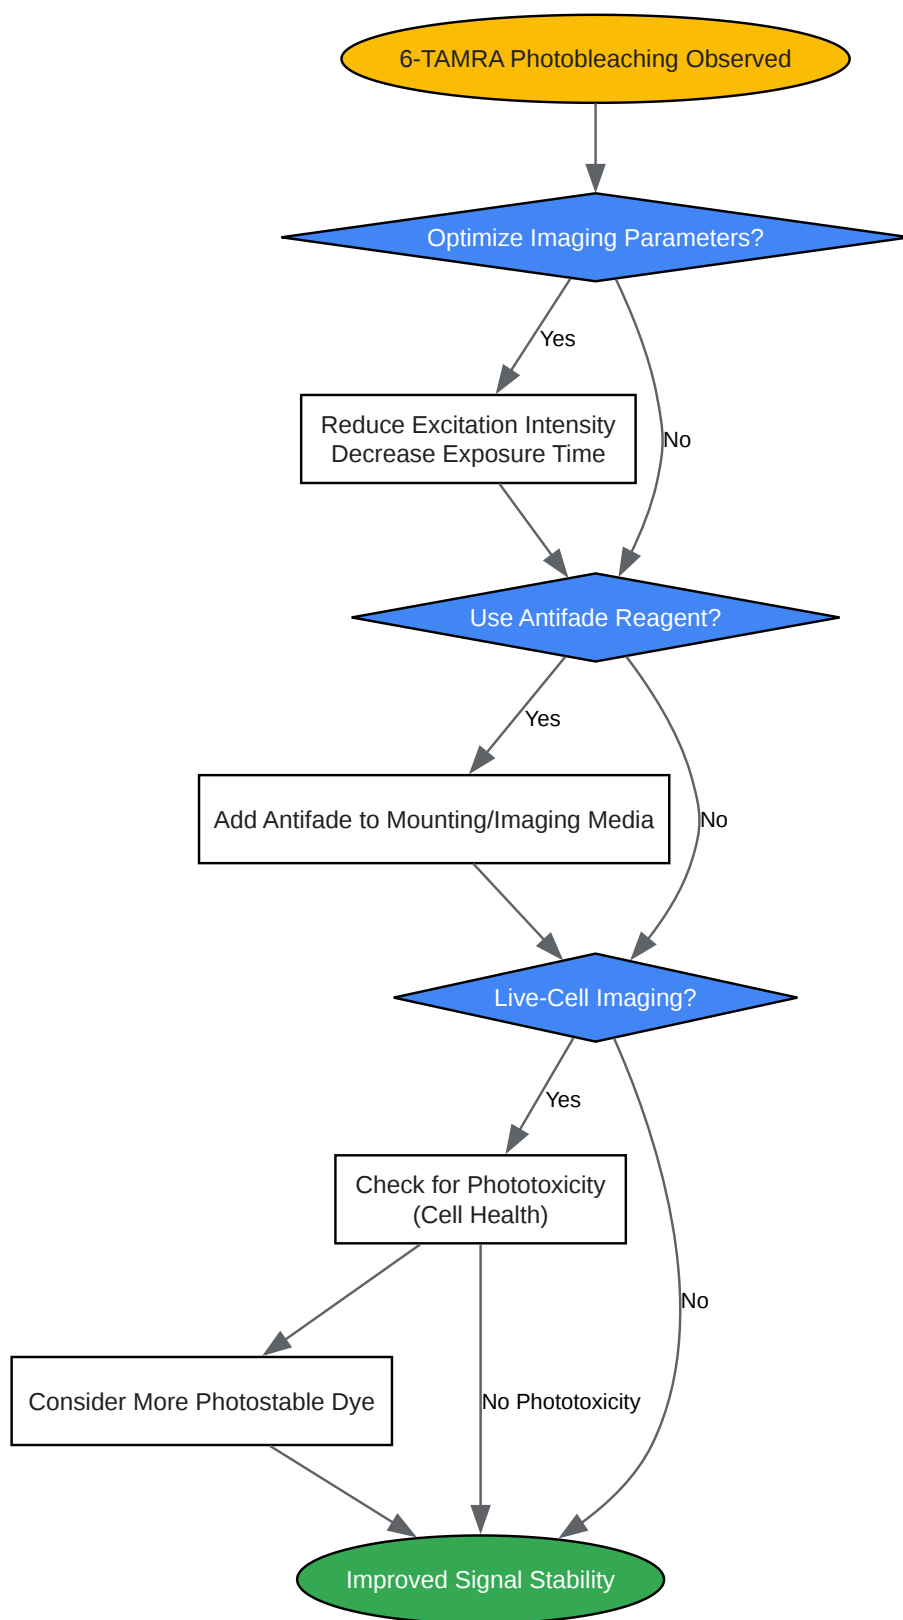 6-TAMRA Photobleaching Observed
Optimize Imaging Parameters?
Yes
No
Reduce Excitation Intensity
Decrease Exposure Time
Use Antifade Reagent?
Yes
No
Add Antifade to Mounting/Imaging Media
Live-Cell Imaging?
Yes
No
Check for Phototoxicity
(Cell Health)
Consider More Photostable Dye
No Phototoxicity
Improved Signal Stability